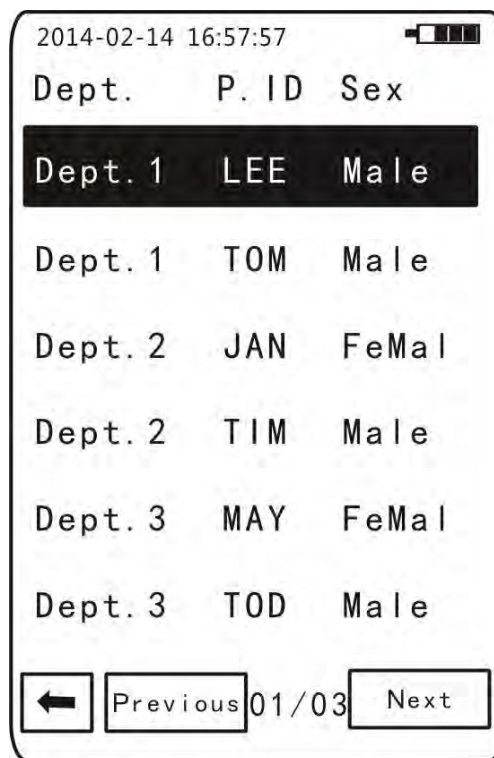 2014-02-14 16:57:57
Dept. P.ID Sex
Dept.1 LEE Male
Dept.1 TOM Male
Dept.2 JAN FeMal
Dept.2 TIM Male
Dept.3 MAY FeMal
Dept.3 TOD Male
Previous 01/03 Next